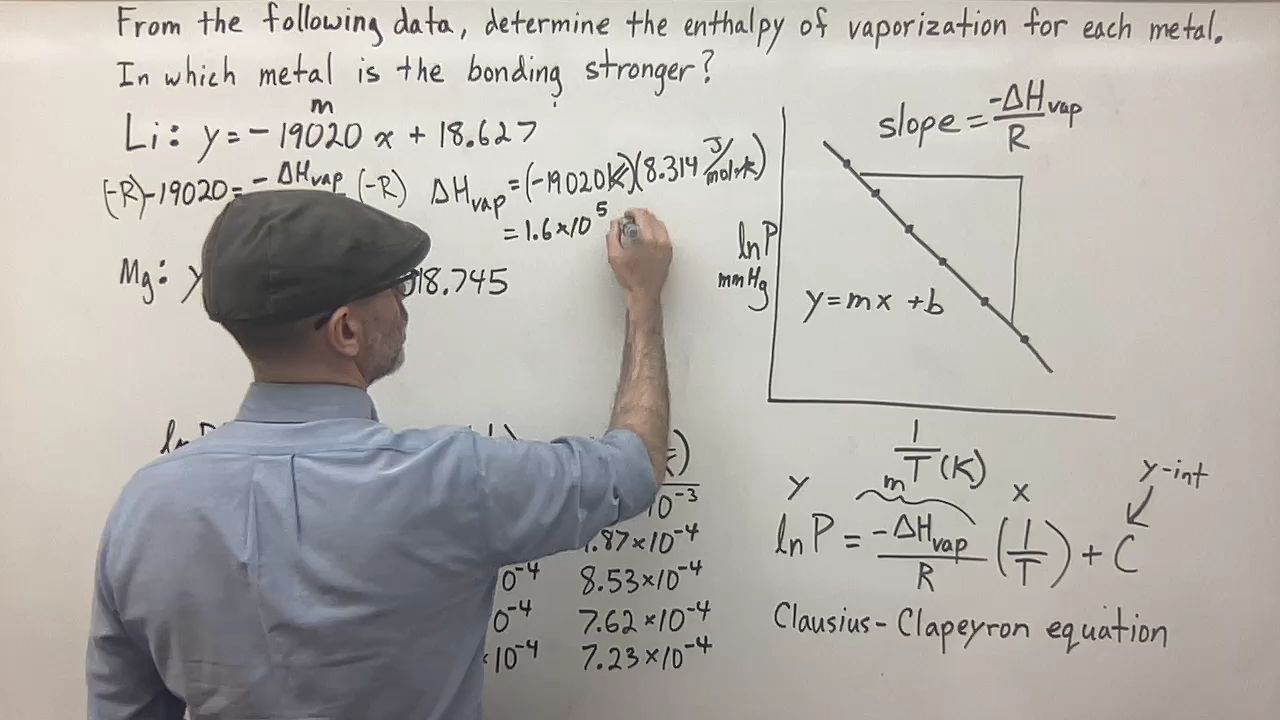 From the following data, determine the enthalpy of vaporization for each metal.
In which metal is the bonding stronger?
m
Li: y = - 19020 x + 18.627
(-R) -19020 = -ΔHvap (-R)
ΔHvap = (-19020K)(8.314 J/mol·K)
= 1.6×10^5
Mg: y 18.745
ln P
10^-3
.87×10^-4
0^-4 8.53×10^-4
0^-4 7.62×10^-4
×10^-4 7.23×10^-4
slope = -ΔHvap/R
ln P
mmHg
y = mx + b
1/T (K)
y m x y-int
ln P = -ΔHvap/R (1/T) + C
Clausius-Clapeyron equation